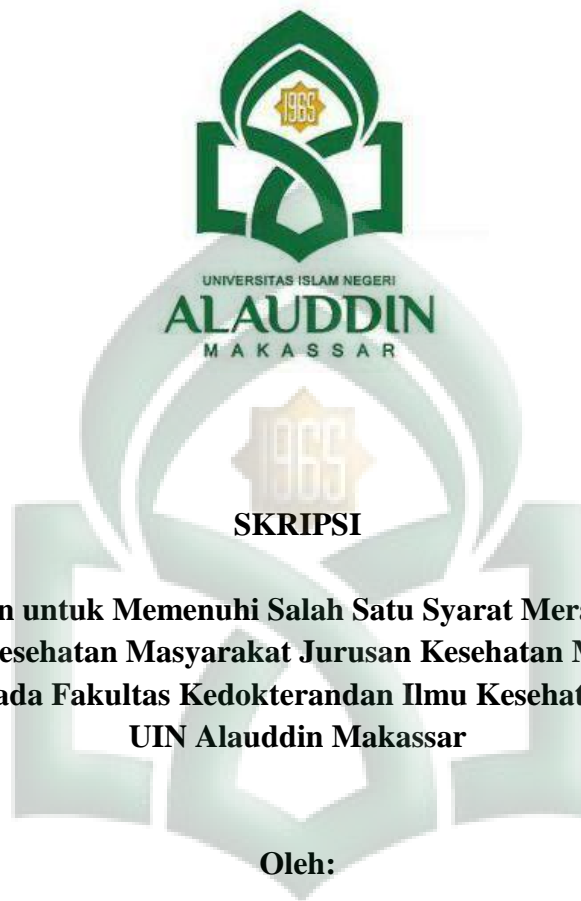 1965
UNIVERSITAS ISLAM NEGERI
ALAUDDIN
MAKASSAR
1965
SKRIPSI
n untuk Memenuhi Salah Satu Syarat Mera
esehatan Masyarakat Jurusan Kesehatan M
ada Fakultas Kedokterandan Ilmu Kesehat
UIN Alauddin Makassar
Oleh: